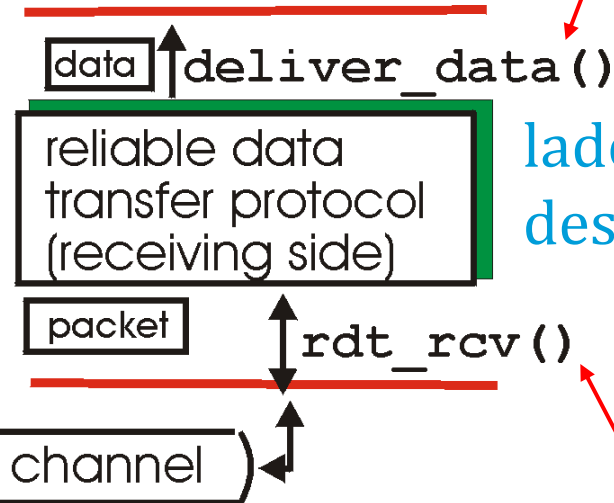 data deliver_data()
reliable data
transfer protocol
(receiving side)
packet
rdt_rcv()
channel